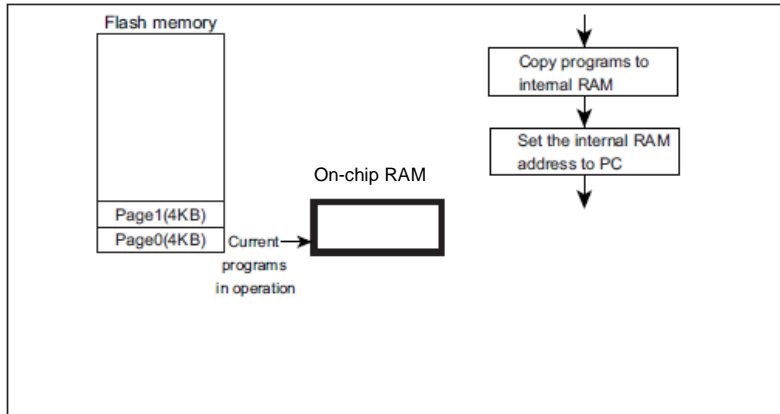 Flash memory
Page1(4KB)
Page0(4KB)
Current
programs
in operation
On-chip RAM
Copy programs to
internal RAM
Set the internal RAM
address to PC